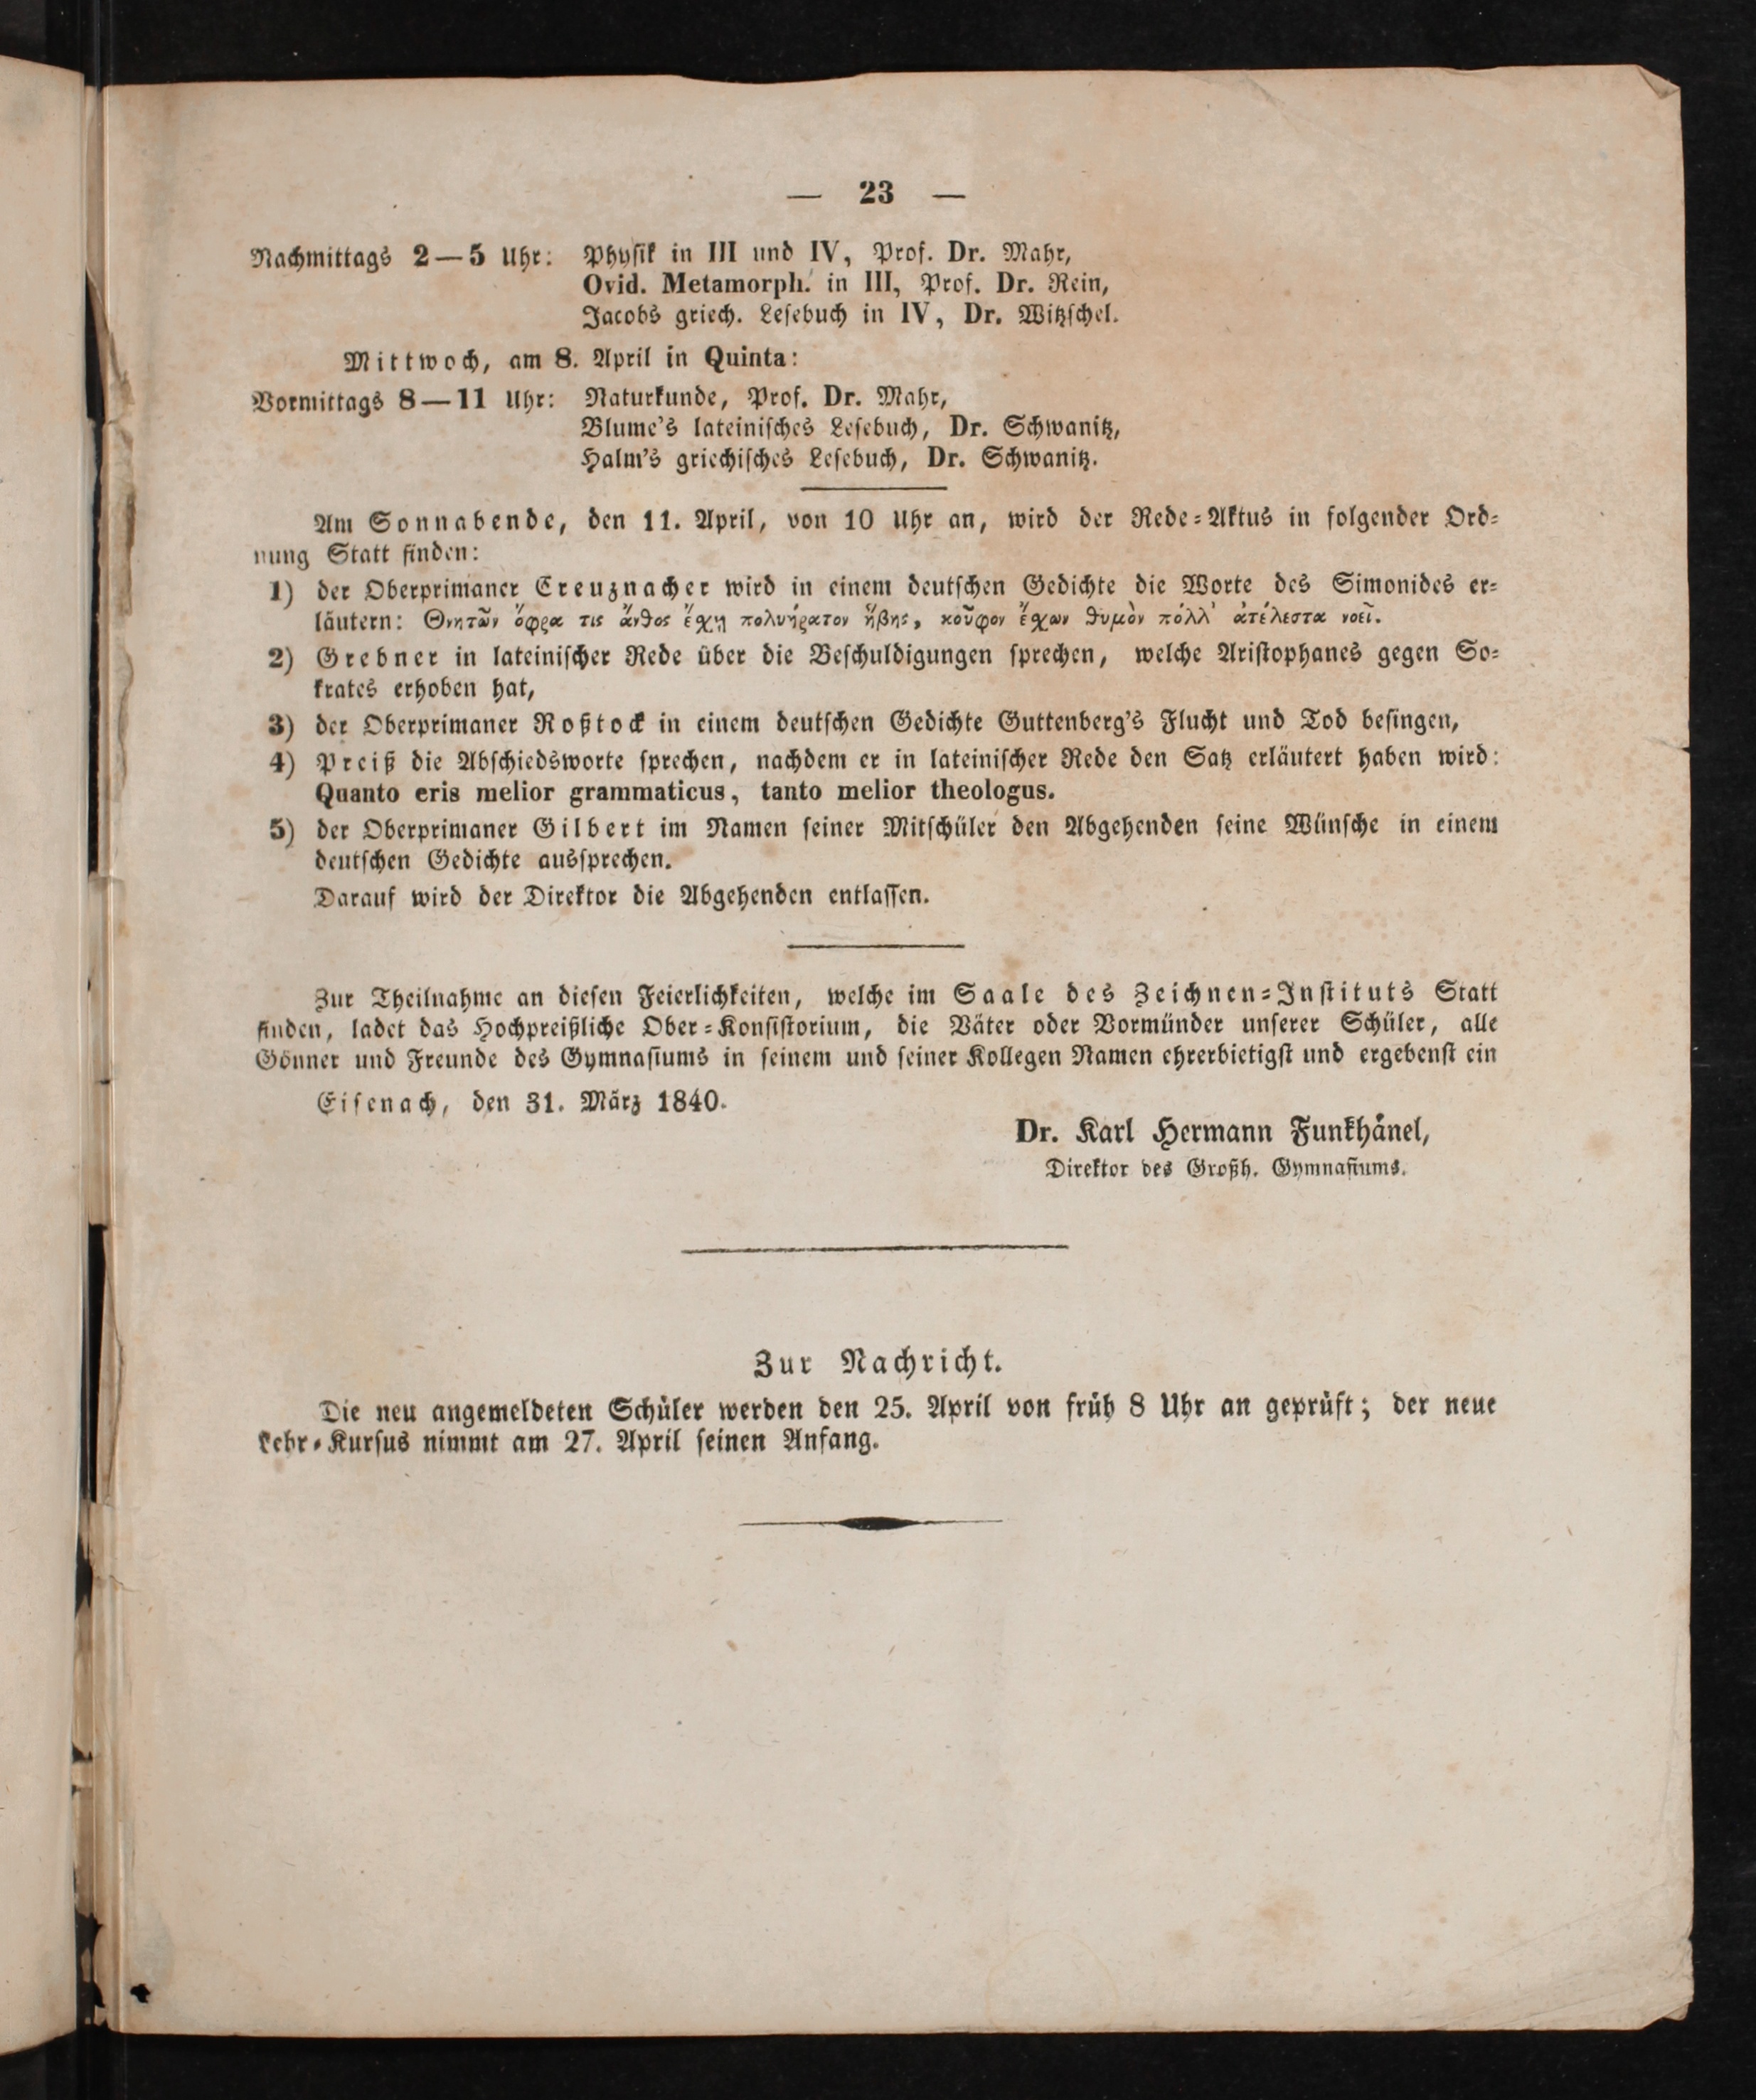 — 23 —
Nachmittags 2—5 Uhr: Physik in III und IV, Prof. Dr. Mahr,
Ovid. Metamorph. in III, Prof. Dr. Rein,
Jacobs griech. Lesebuch in IV, Dr. Witzschel.
Mittwoch, am 8. April in Quinta:
Vormittags 8—11 Uhr: Naturkunde, Prof. Dr. Mahr,
Blume's lateinisches Lesebuch, Dr. Schwanitz,
Halm's griechisches Lesebuch, Dr. Schwanitz.
Am Sonnabende, den 11. April, von 10 Uhr an, wird der Rede-Aktus in folgender Ord-
nung Statt finden:
1) der Oberprimaner Creuznacher wird in einem deutschen Gedichte die Worte des Simonides er-
läutern: Θνητῶν ὄφρα τις ἄνθος ἔχῃ πολυήρατον ἥβης, κοῦφον ἔχων θυμὸν πόλλ' ἀτέλεστα νοεῖ.
2) Grebner in lateinischer Rede über die Beschuldigungen sprechen, welche Aristophanes gegen So-
krates erhoben hat,
3) der Oberprimaner Roßtock in einem deutschen Gedichte Guttenberg's Flucht und Tod besingen,
4) Preiß die Abschiedsworte sprechen, nachdem er in lateinischer Rede den Satz erläutert haben wird:
Quanto eris melior grammaticus, tanto melior theologus.
5) der Oberprimaner Gilbert im Namen seiner Mitschüler den Abgehenden seine Wünsche in einem
deutschen Gedichte aussprechen.
Darauf wird der Direktor die Abgehenden entlassen.
Zur Theilnahme an diesen Feierlichkeiten, welche im Saale des Zeichnen-Instituts Statt
finden, ladet das Hochpreißliche Ober-Konsistorium, die Väter oder Vormünder unserer Schüler, alle
Gönner und Freunde des Gymnasiums in seinem und seiner Kollegen Namen ehrerbietigst und ergebenst ein
Eisenach, den 31. März 1840.
Dr. Karl Hermann Funkhänel,
Direktor des Großh. Gymnasiums.
Zur Nachricht.
Die neu angemeldeten Schüler werden den 25. April von früh 8 Uhr an geprüft; der neue
Lehr-Kursus nimmt am 27. April seinen Anfang.